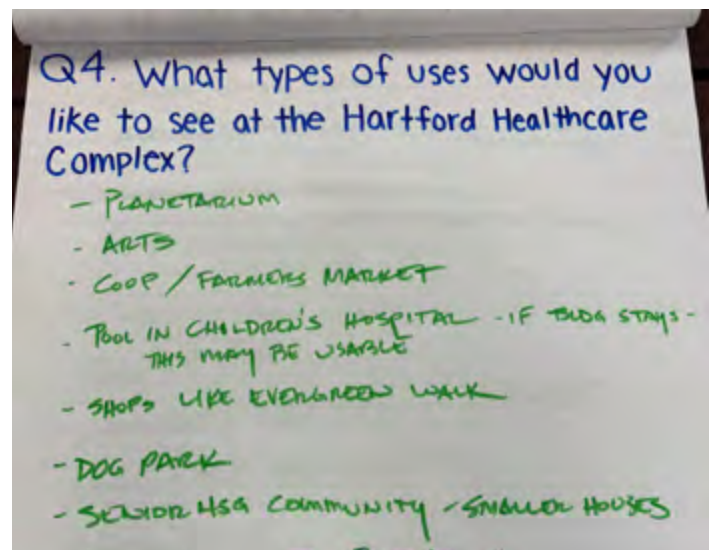 Q4. What types of uses would you
like to see at the Hartford Healthcare
Complex?
- PLANETARIUM
- ARTS
- COOP / FARMERS MARKET
- POOL IN CHILDREN'S HOSPITAL - IF BLDG STAYS -
THIS MAY BE USABLE
- SHOPS LIKE EVERGREEN WALK
- DOG PARK
- SENIOR HSG COMMUNITY - SMALLER HOUSES